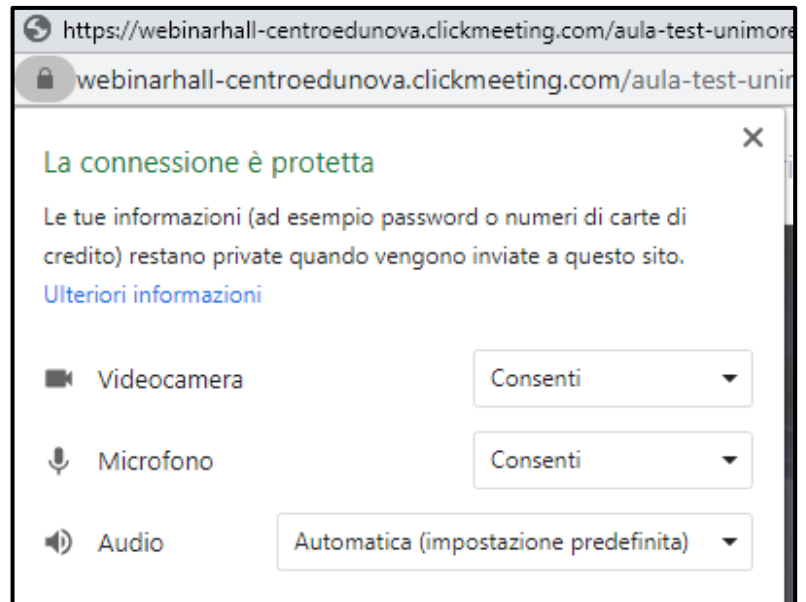 https://webinarhall-centroedunova.clickmeeting.com/aula-test-unimore
webinarhall-centroedunova.clickmeeting.com/aula-test-unim
La connessione è protetta
Le tue informazioni (ad esempio password o numeri di carte di
credito) restano private quando vengono inviate a questo sito.
Ulteriori informazioni
Videocamera Consenti
Microfono Consenti
Audio Automatica (impostazione predefinita)